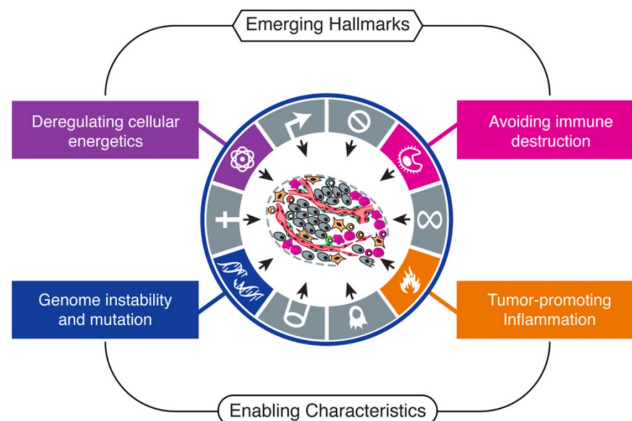 Emerging Hallmarks
Deregulating cellular
energetics
Avoiding immune
destruction
Genome instability
and mutation
Tumor-promoting
Inflammation
Enabling Characteristics